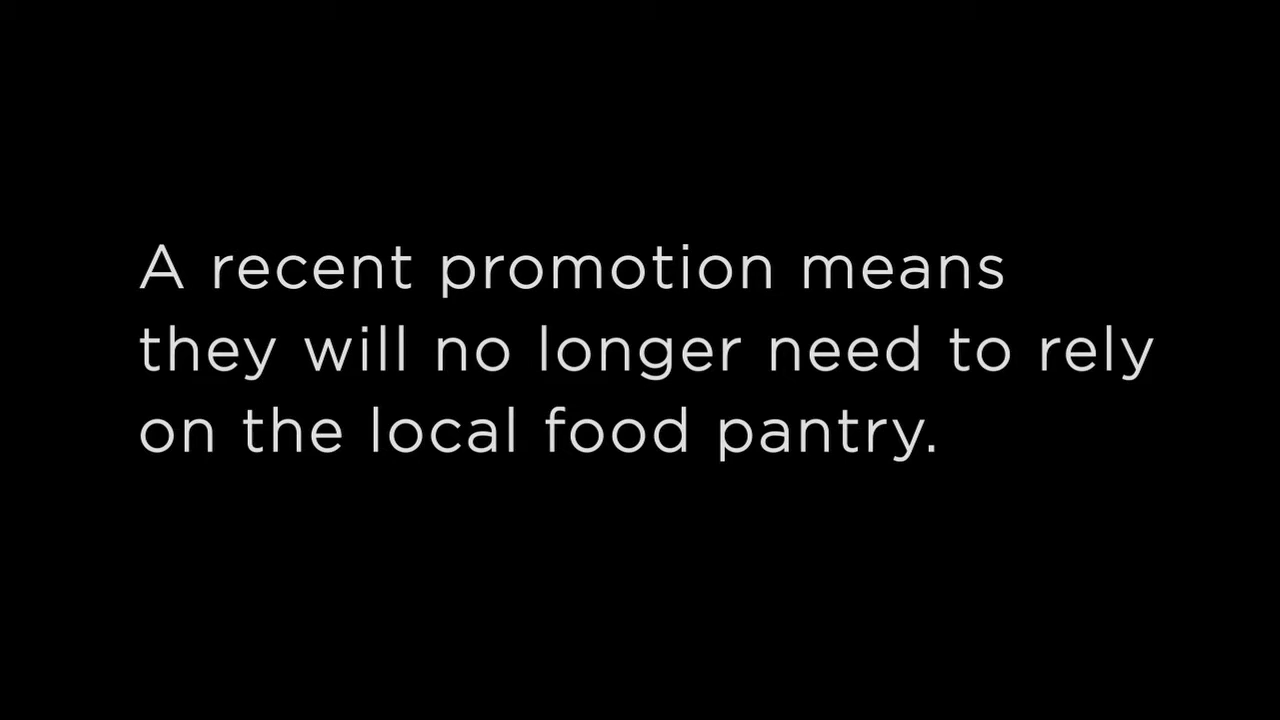 A recent promotion means
they will no longer need to rely
on the local food pantry.